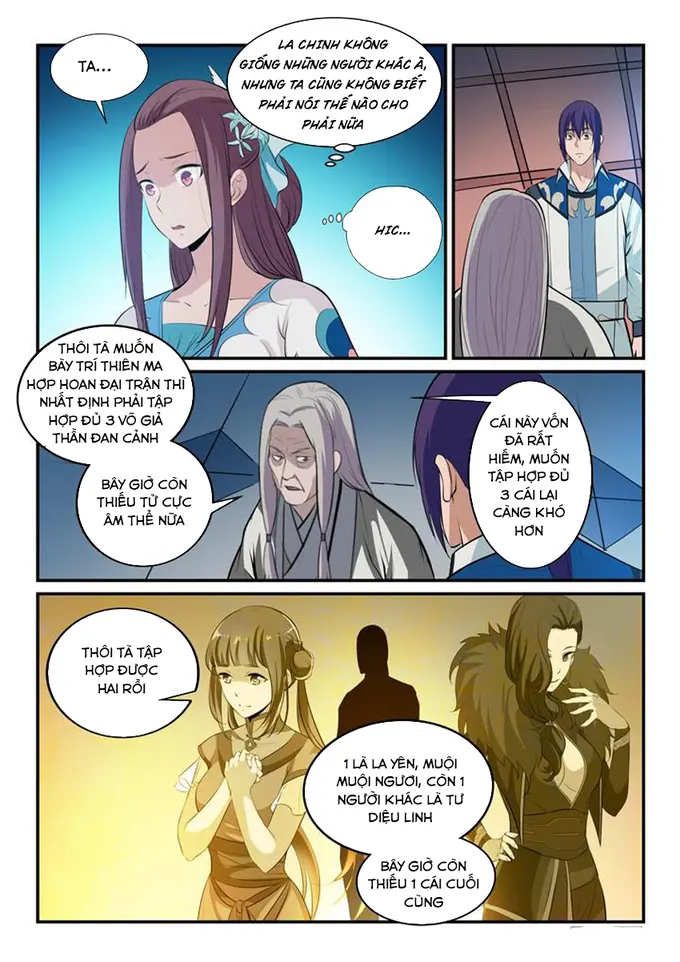 TA...
LA CHINH KHÔNG
GIỐNG NHỮNG
NGƯỜI KHÁC À,
NHƯNG TA CŨNG KHÔNG BIẾT
PHẢI NÓI THẾ NÀO CHO
PHẢI NỮA
HIC...
THÔI TÀ MUỐN
BÀY TRÍ THIÊN MA
HỢP HOAN ĐẠI TRẬN THÌ
NHẤT ĐỊNH PHẢI TẬP
HỢP ĐỦ 3 VÕ GIẢ
THẦN ĐAN CẢNH
BÂY GIỜ CÒN
THIẾU TỪ CỰC
ÂM THỂ NỮA
CÁI NÀY VỐN
ĐÃ RẤT
HIẾM, MUỐN
TẬP HỢP ĐỦ
3 CÁI LẠI
CÀNG KHÓ
HƠN
THÔI TÀ TẬP
HỢP ĐƯỢC
HAI RỒI
1 LÀ LA YÊN, MUỘI
MUỘI NGƯƠI, CÒN 1
NGƯỜI KHÁC LÀ TƯ
DIỆU LINH
BÂY GIỜ CÒN
THIẾU 1 CÁI CUỐI
CÙNG